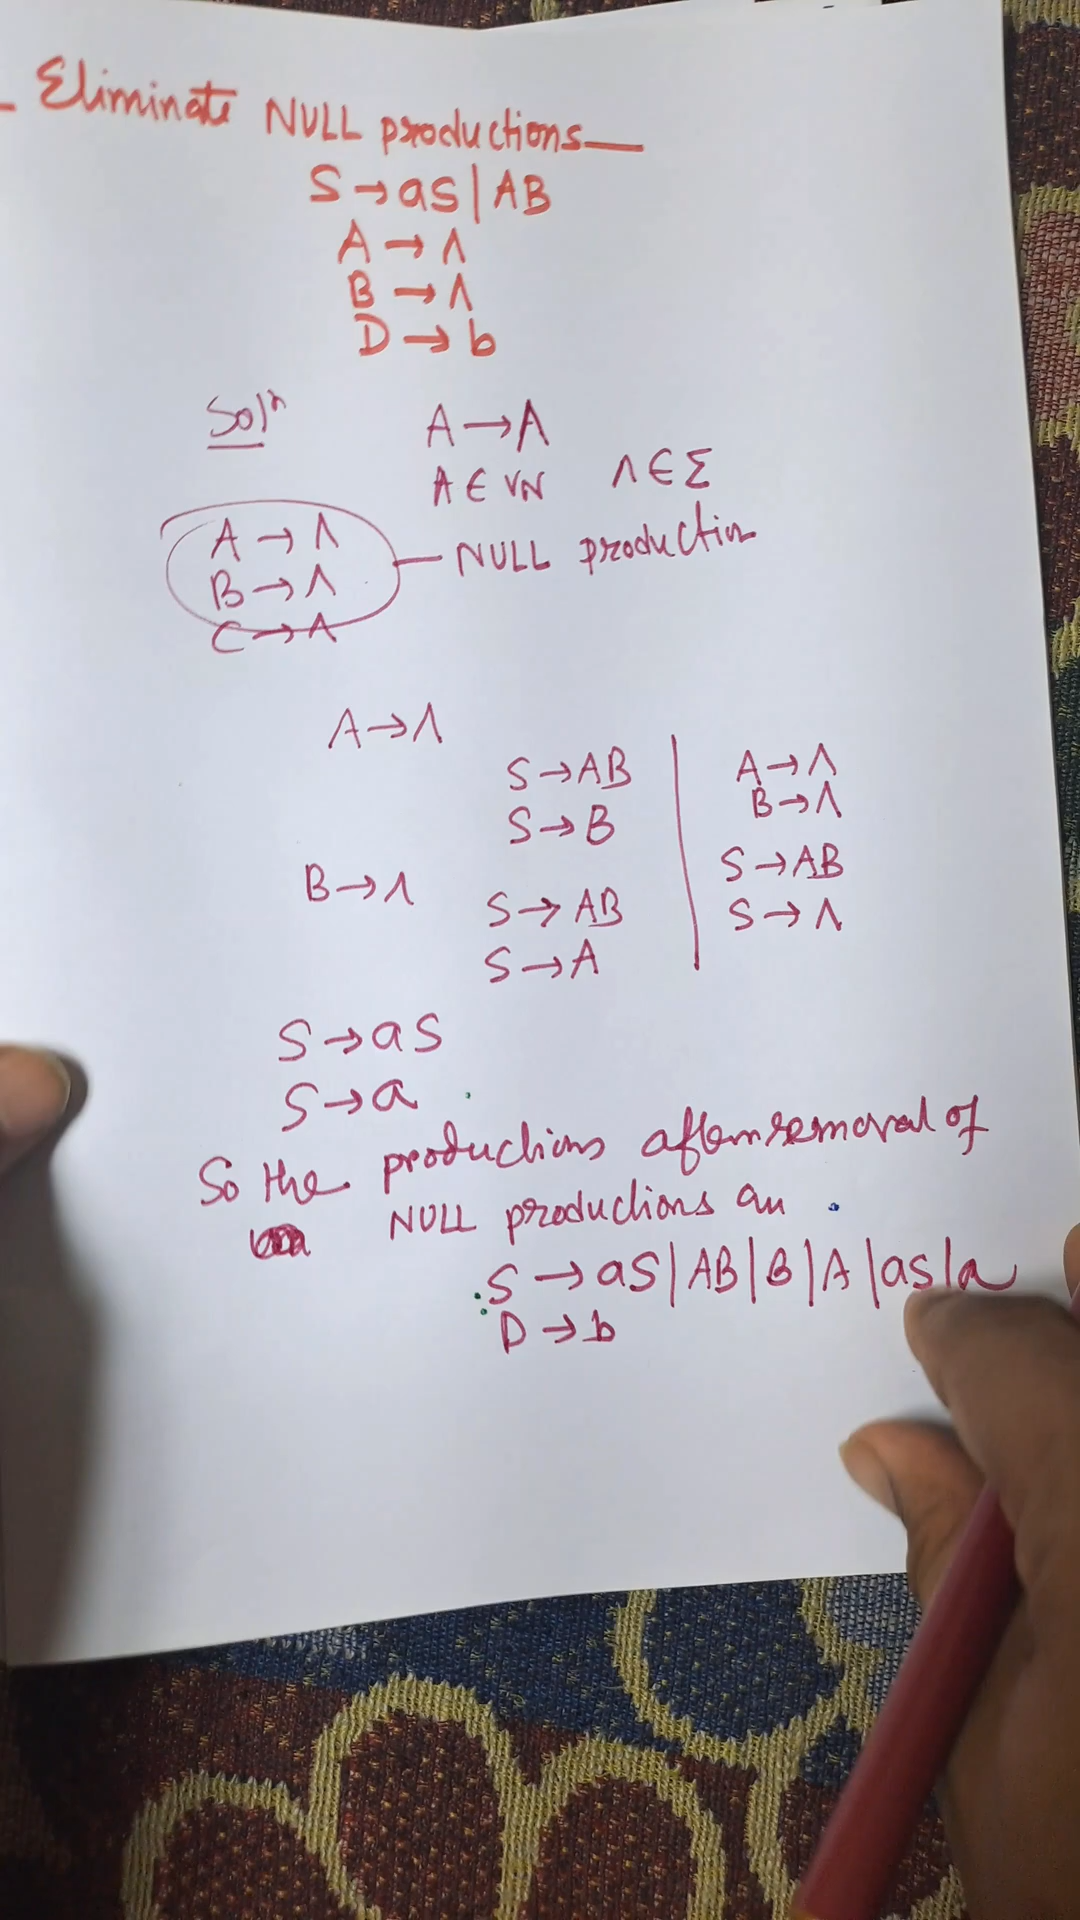 Eliminate NULL productions
S → aS | AB
A → Λ
B → Λ
D → b
Solⁿ
A → Λ
A ∈ VN Λ ∈ Σ
A → Λ
B → Λ
C → Λ
NULL production
A → Λ
S → AB
S → B
B → Λ
S → AB
S → A
A → Λ
B → Λ
S → AB
S → Λ
S → aS
S → a
So the productions after removal of
NULL productions are
S → aS | AB | B | A | aS | a
D → b